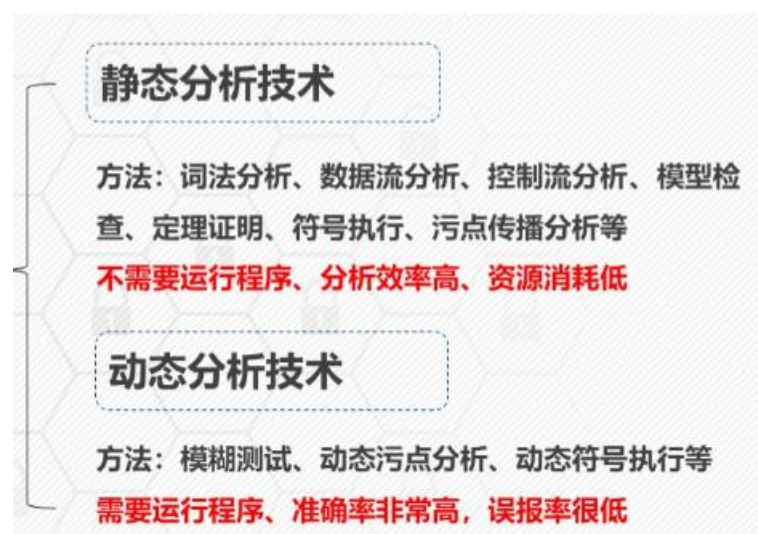 静态分析技术
方法：词法分析、数据流分析、控制流分析、模型检
查、定理证明、符号执行、污点传播分析等
不需要运行程序、分析效率高、资源消耗低
动态分析技术
方法：模糊测试、动态污点分析、动态符号执行等
需要运行程序、准确率非常高，误报率很低